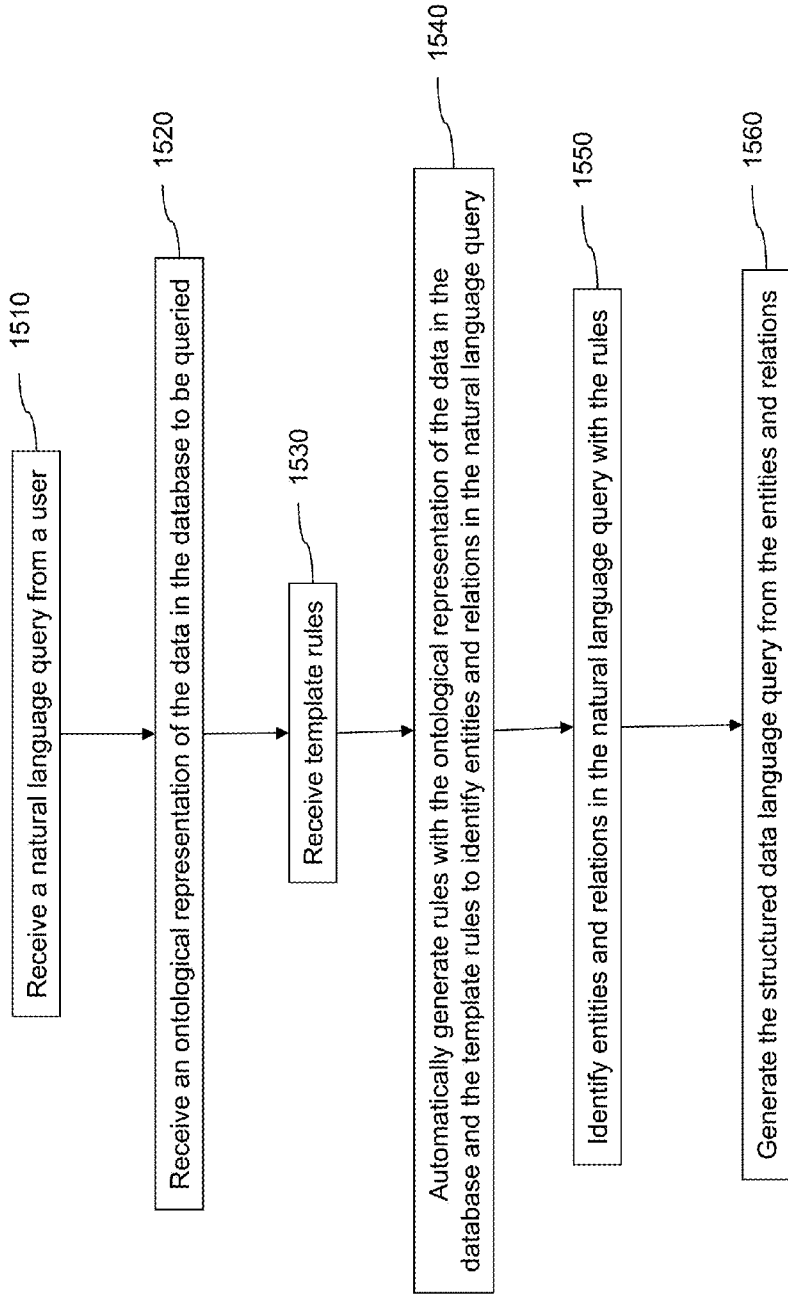 Receive a natural language query from a user
1510
Receive an ontological representation of the data in the database to be queried
1520
Receive template rules
1530
Automatically generate rules with the ontological representation of the data in the
database and the template rules to identify entities and relations in the natural language query
1540
Identify entities and relations in the natural language query with the rules
1550
Generate the structured data language query from the entities and relations
1560